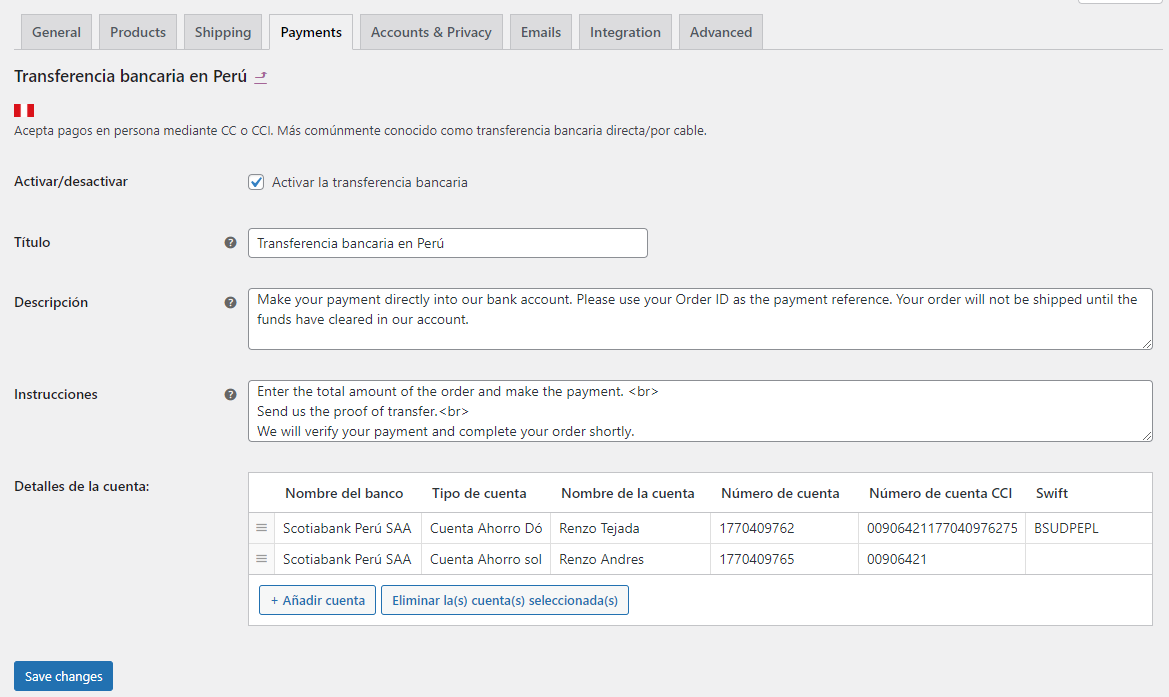 General Products Shipping Payments Accounts & Privacy Emails Integration Advanced
Transferencia bancaria en Perú
Acepta pagos en persona mediante CC o CCI. Más comúnmente conocido como transferencia bancaria directa/por cable.
Activar/desactivar Activar la transferencia bancaria
Título Transferencia bancaria en Perú
Descripción Make your payment directly into our bank account. Please use your Order ID as the payment reference. Your order will not be shipped until the
funds have cleared in our account.
Instrucciones Enter the total amount of the order and make the payment. <br>
Send us the proof of transfer.<br>
We will verify your payment and complete your order shortly.
Detalles de la cuenta:
Nombre del banco Tipo de cuenta Nombre de la cuenta Número de cuenta Número de cuenta CCI Swift
Scotiabank Perú SAA Cuenta Ahorro Dó Renzo Tejada 1770409762 00906421177040976275 BSUDPEPL
Scotiabank Perú SAA Cuenta Ahorro sol Renzo Andres 1770409765 00906421
+ Añadir cuenta Eliminar la(s) cuenta(s) seleccionada(s)
Save changes